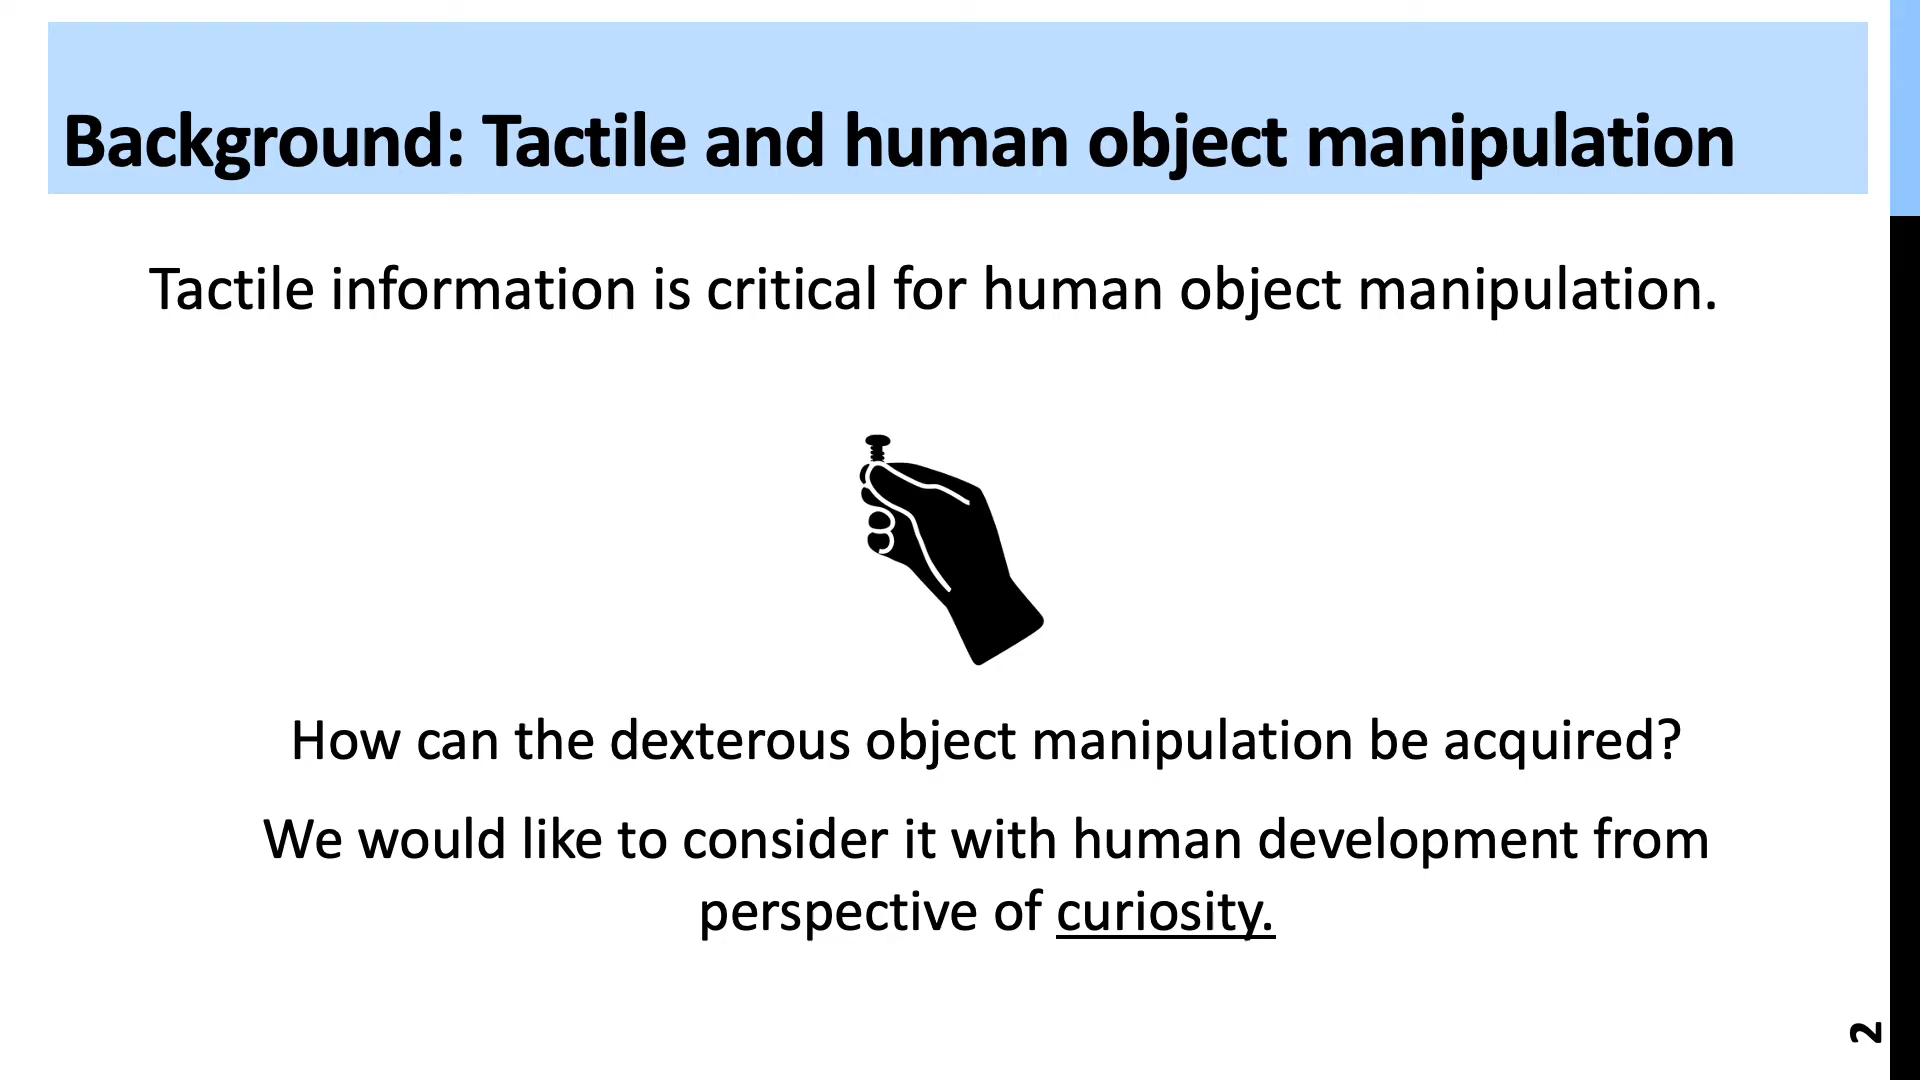 Background: Tactile and human object manipulation
Tactile information is critical for human object manipulation.
How can the dexterous object manipulation be acquired?
We would like to consider it with human development from
perspective of curiosity.
2